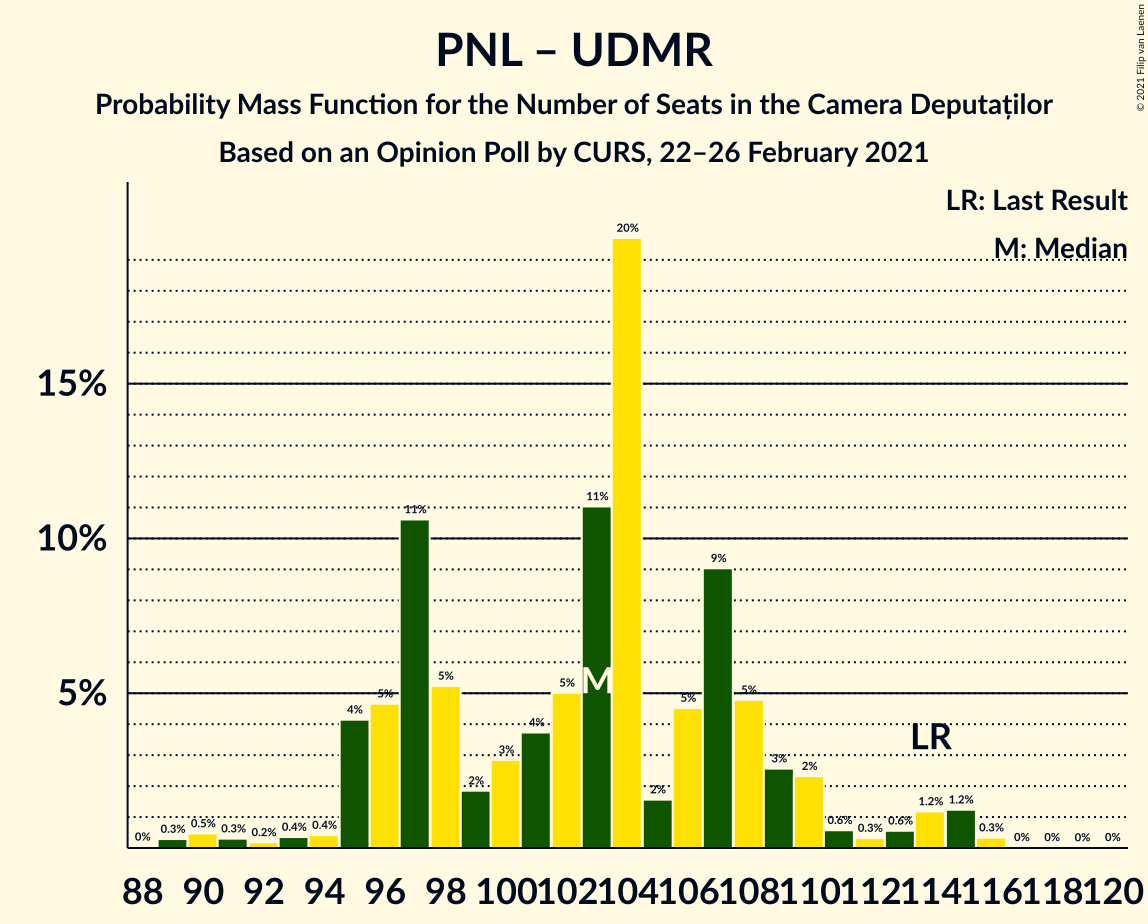 PNL – UDMR
Probability Mass Function for the Number of Seats in the Camera Deputaților
Based on an Opinion Poll by CURS, 22–26 February 2021
© 2021 Filip van Laenen
LR: Last Result
M: Median
15%
10%
5%
0% 0.3% 0.5% 0.3% 0.2% 0.4% 0.4% 4% 5% 11% 5% 2% 3% 4% 5% 11% 20% 2% 5% 9% 5% 3% 2% 0.6% 0.3% 0.6% 1.2% 1.2% 0.3% 0% 0% 0% 0%
M
LR
88 90 92 94 96 98 100 102 104 106 108 110 112 114 116 118 120